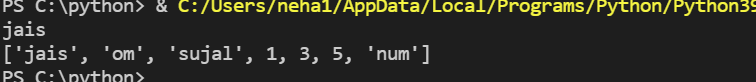 PS C:\python> & C:/Users/neha1/AppData/Local/Programs/Python/Python39
jais
['jais', 'om', 'sujal', 1, 3, 5, 'num']
PS C:\python>